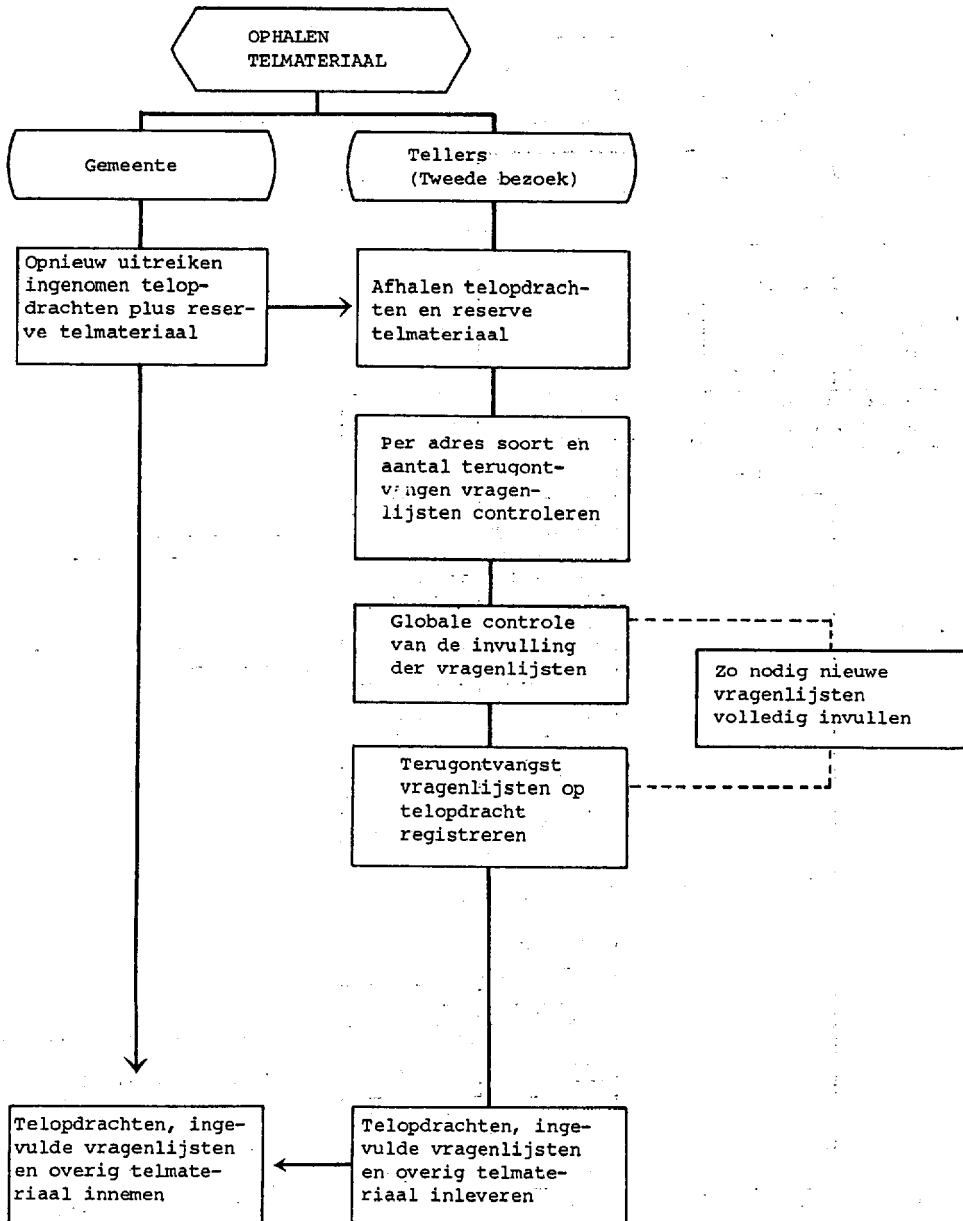 OPHALEN
TELMATERIAAL
Gemeente
Tellers
(Tweede bezoek)
Opnieuw uitreiken
ingenomen telop-
drachten plus reser-
ve telmateriaal
Afhalen telopdrach-
ten en reserve
telmateriaal
Per adres soort en
aantal terugont-
vangen vragen-
lijsten controleren
Globale controle
van de invulling
der vragenlijsten
Zo nodig nieuwe
vragenlijsten
volledig invullen
Terugontvangst
vragenlijsten op
telopdracht
registreren
Telopdrachten, inge-
vulde vragenlijsten
en overig telmate-
riaal innemen
Telopdrachten, inge-
vulde vragenlijsten
en overig telmate-
riaal inleveren